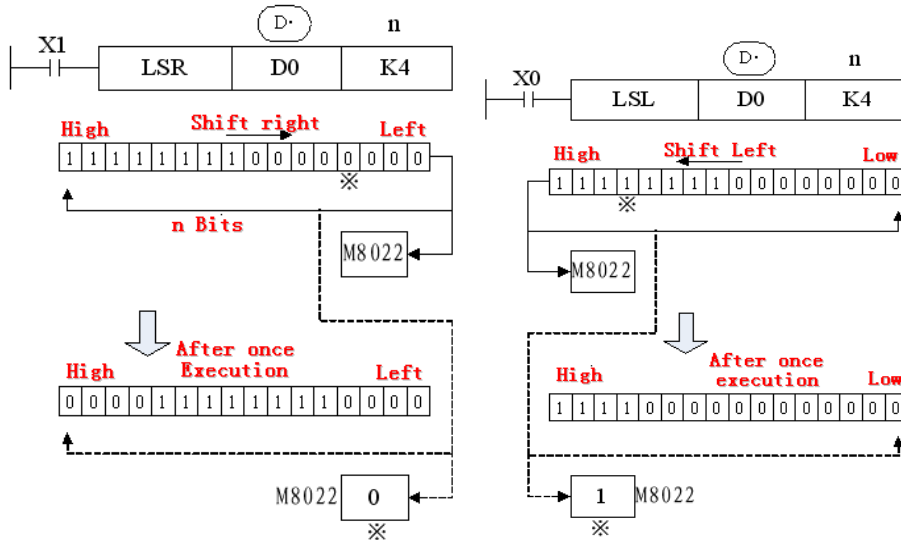 D·
n
X1
LSR D0 K4
High Shift right Left
1 1 1 1 1 1 1 1 0 0 0 0 0 0 0 0
※
n Bits
M8022
After once
High Execution Left
0 0 0 0 1 1 1 1 1 1 1 1 0 0 0 0
M8022 0
※
D·
n
X0
LSL D0 K4
High Shift Left Low
1 1 1 1 1 1 1 1 0 0 0 0 0 0 0 0
※
M8022
After once
High execution Low
1 1 1 1 0 0 0 0 0 0 0 0 0 0 0 0
1 M8022
※